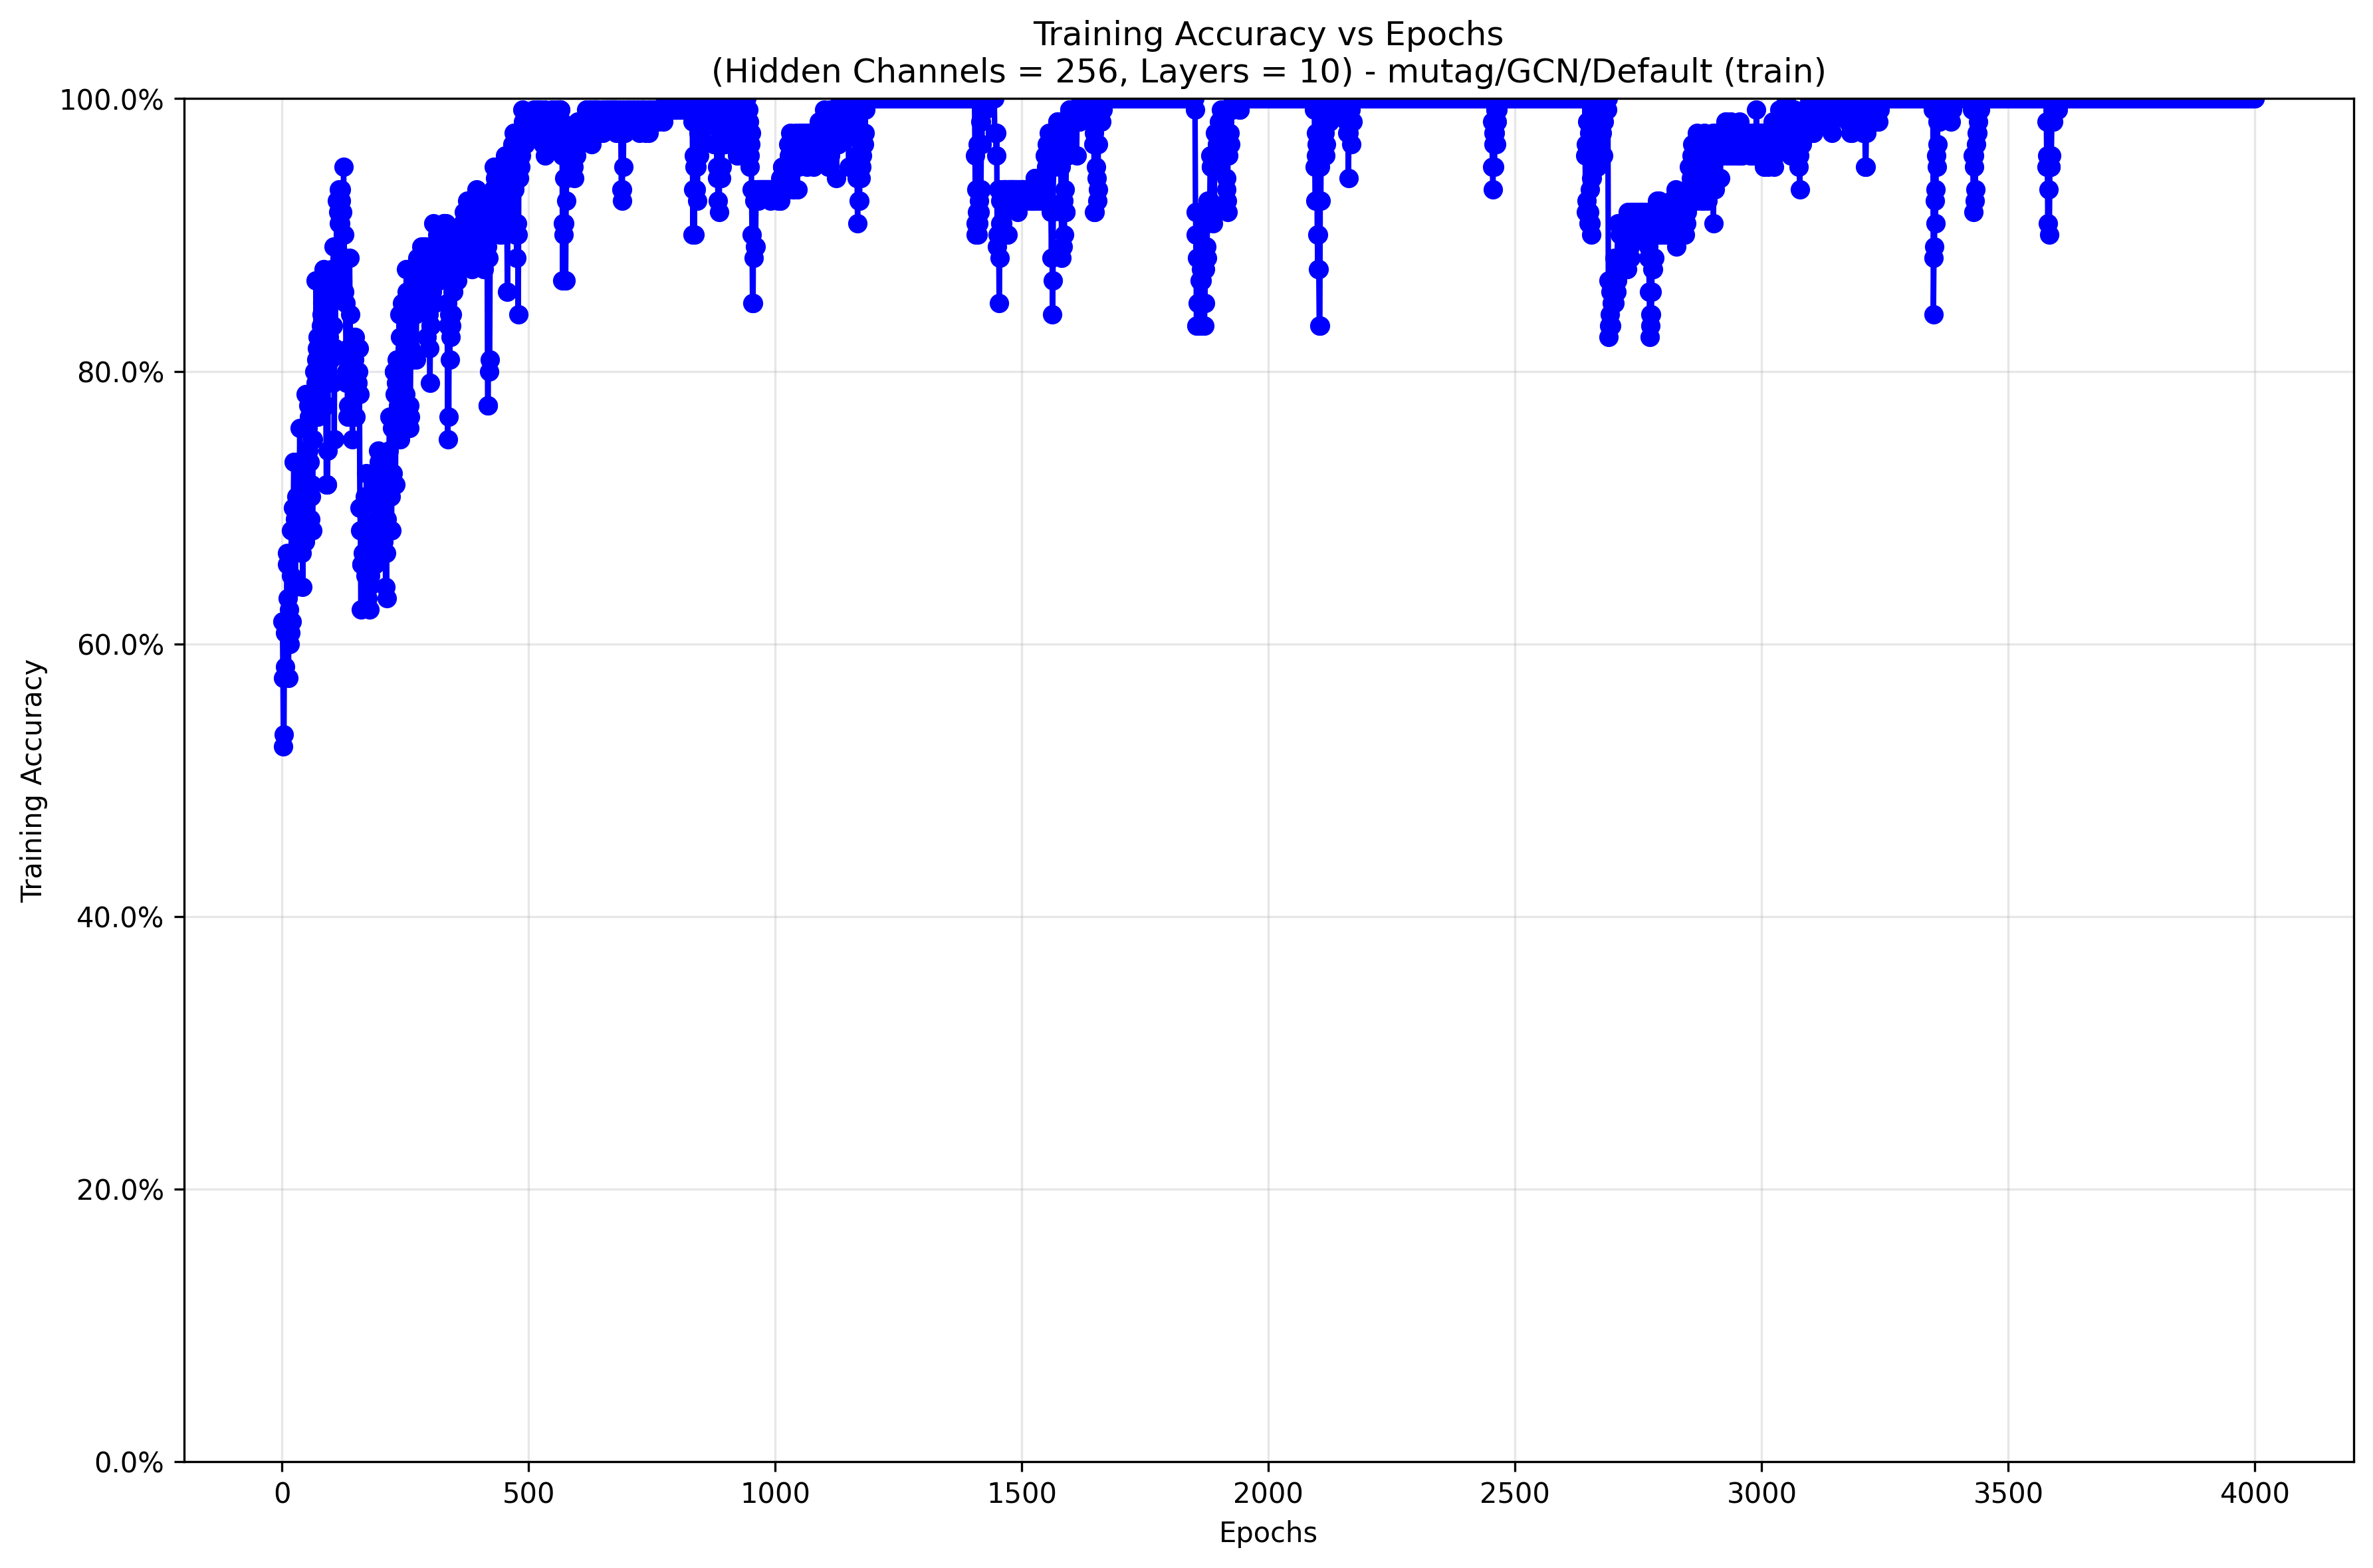 Training Accuracy vs Epochs
(Hidden Channels = 256, Layers = 10) - mutag/GCN/Default (train)
100.0%
80.0%
60.0%
40.0%
20.0%
0.0%
Training Accuracy
0 500 1000 1500 2000 2500 3000 3500 4000
Epochs